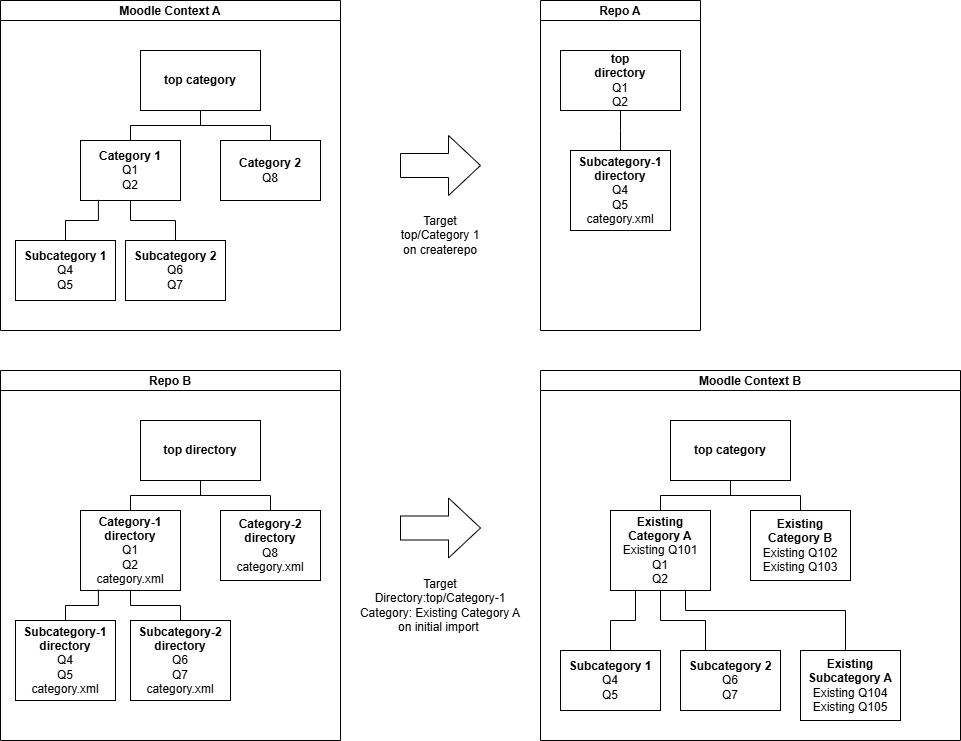 Moodle Context A
top category
Category 1
Q1
Q2
Category 2
Q8
Subcategory 1
Q4
Q5
Subcategory 2
Q6
Q7
Target
top/Category 1
on createrepo
Repo A
top
directory
Q1
Q2
Subcategory-1
directory
Q4
Q5
category.xml
Repo B
top directory
Category-1
directory
Q1
Q2
category.xml
Category-2
directory
Q8
category.xml
Subcategory-1
directory
Q4
Q5
category.xml
Subcategory-2
directory
Q6
Q7
category.xml
Target
Directory:top/Category-1
Category: Existing Category A
on initial import
Moodle Context B
top category
Existing
Category A
Existing Q101
Q1
Q2
Existing
Category B
Existing Q102
Existing Q103
Subcategory 1
Q4
Q5
Subcategory 2
Q6
Q7
Existing
Subcategory A
Existing Q104
Existing Q105